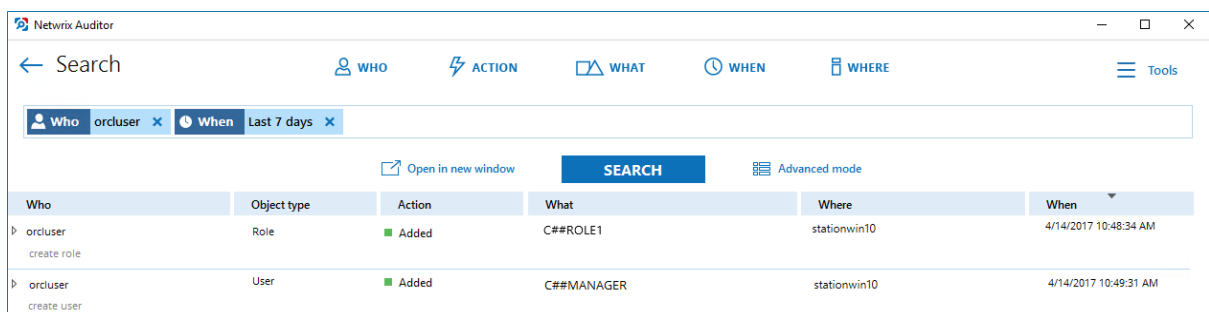 Netwrix Auditor
Search WHO ACTION WHAT WHEN WHERE Tools
Who orcluser When Last 7 days
Open in new window SEARCH Advanced mode
Who Object type Action What Where When
orcluser Role Added C##ROLE1 stationwin10 4/14/2017 10:48:34 AM
create role
orcluser User Added C##MANAGER stationwin10 4/14/2017 10:49:31 AM
create user